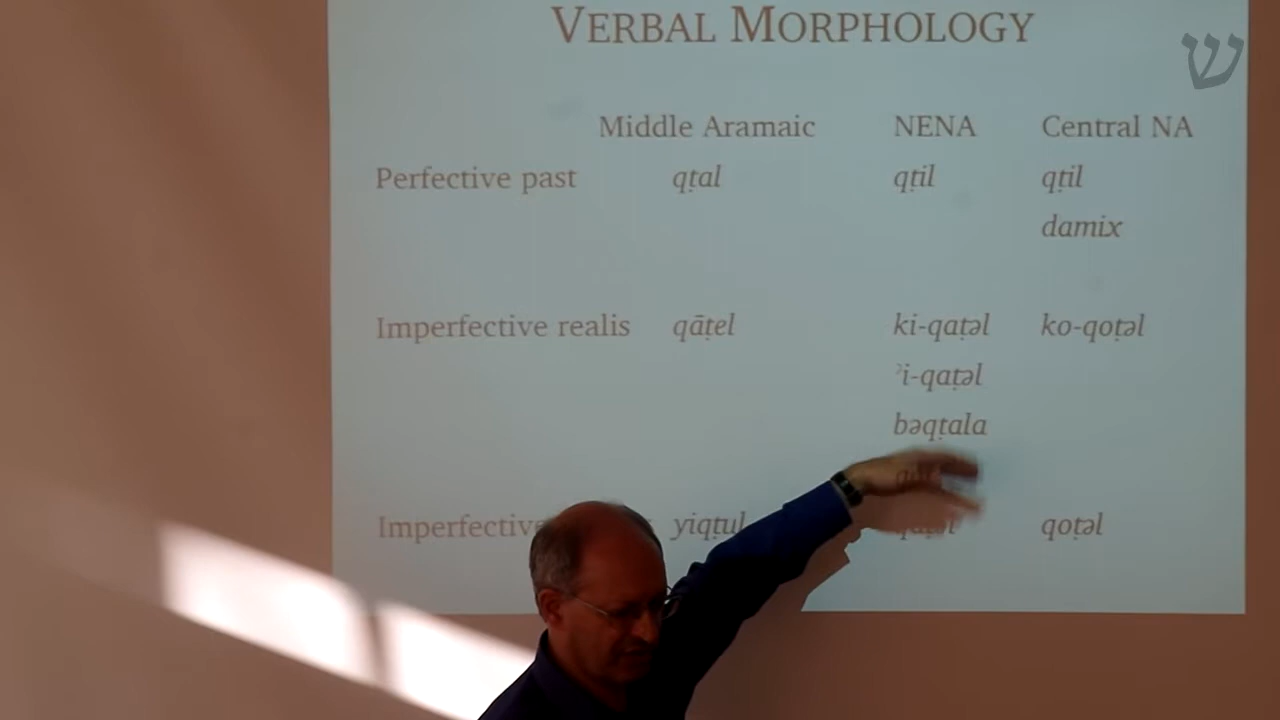 VERBAL MORPHOLOGY
ש
Middle Aramaic NENA Central NA
Perfective past qṭal qṭil qṭil
damix
Imperfective realis qāṭel ki-qaṭəl ko-qoṭəl
ʾi-qaṭəl
bəqṭala
Imperfective yiqṭul qoṭəl